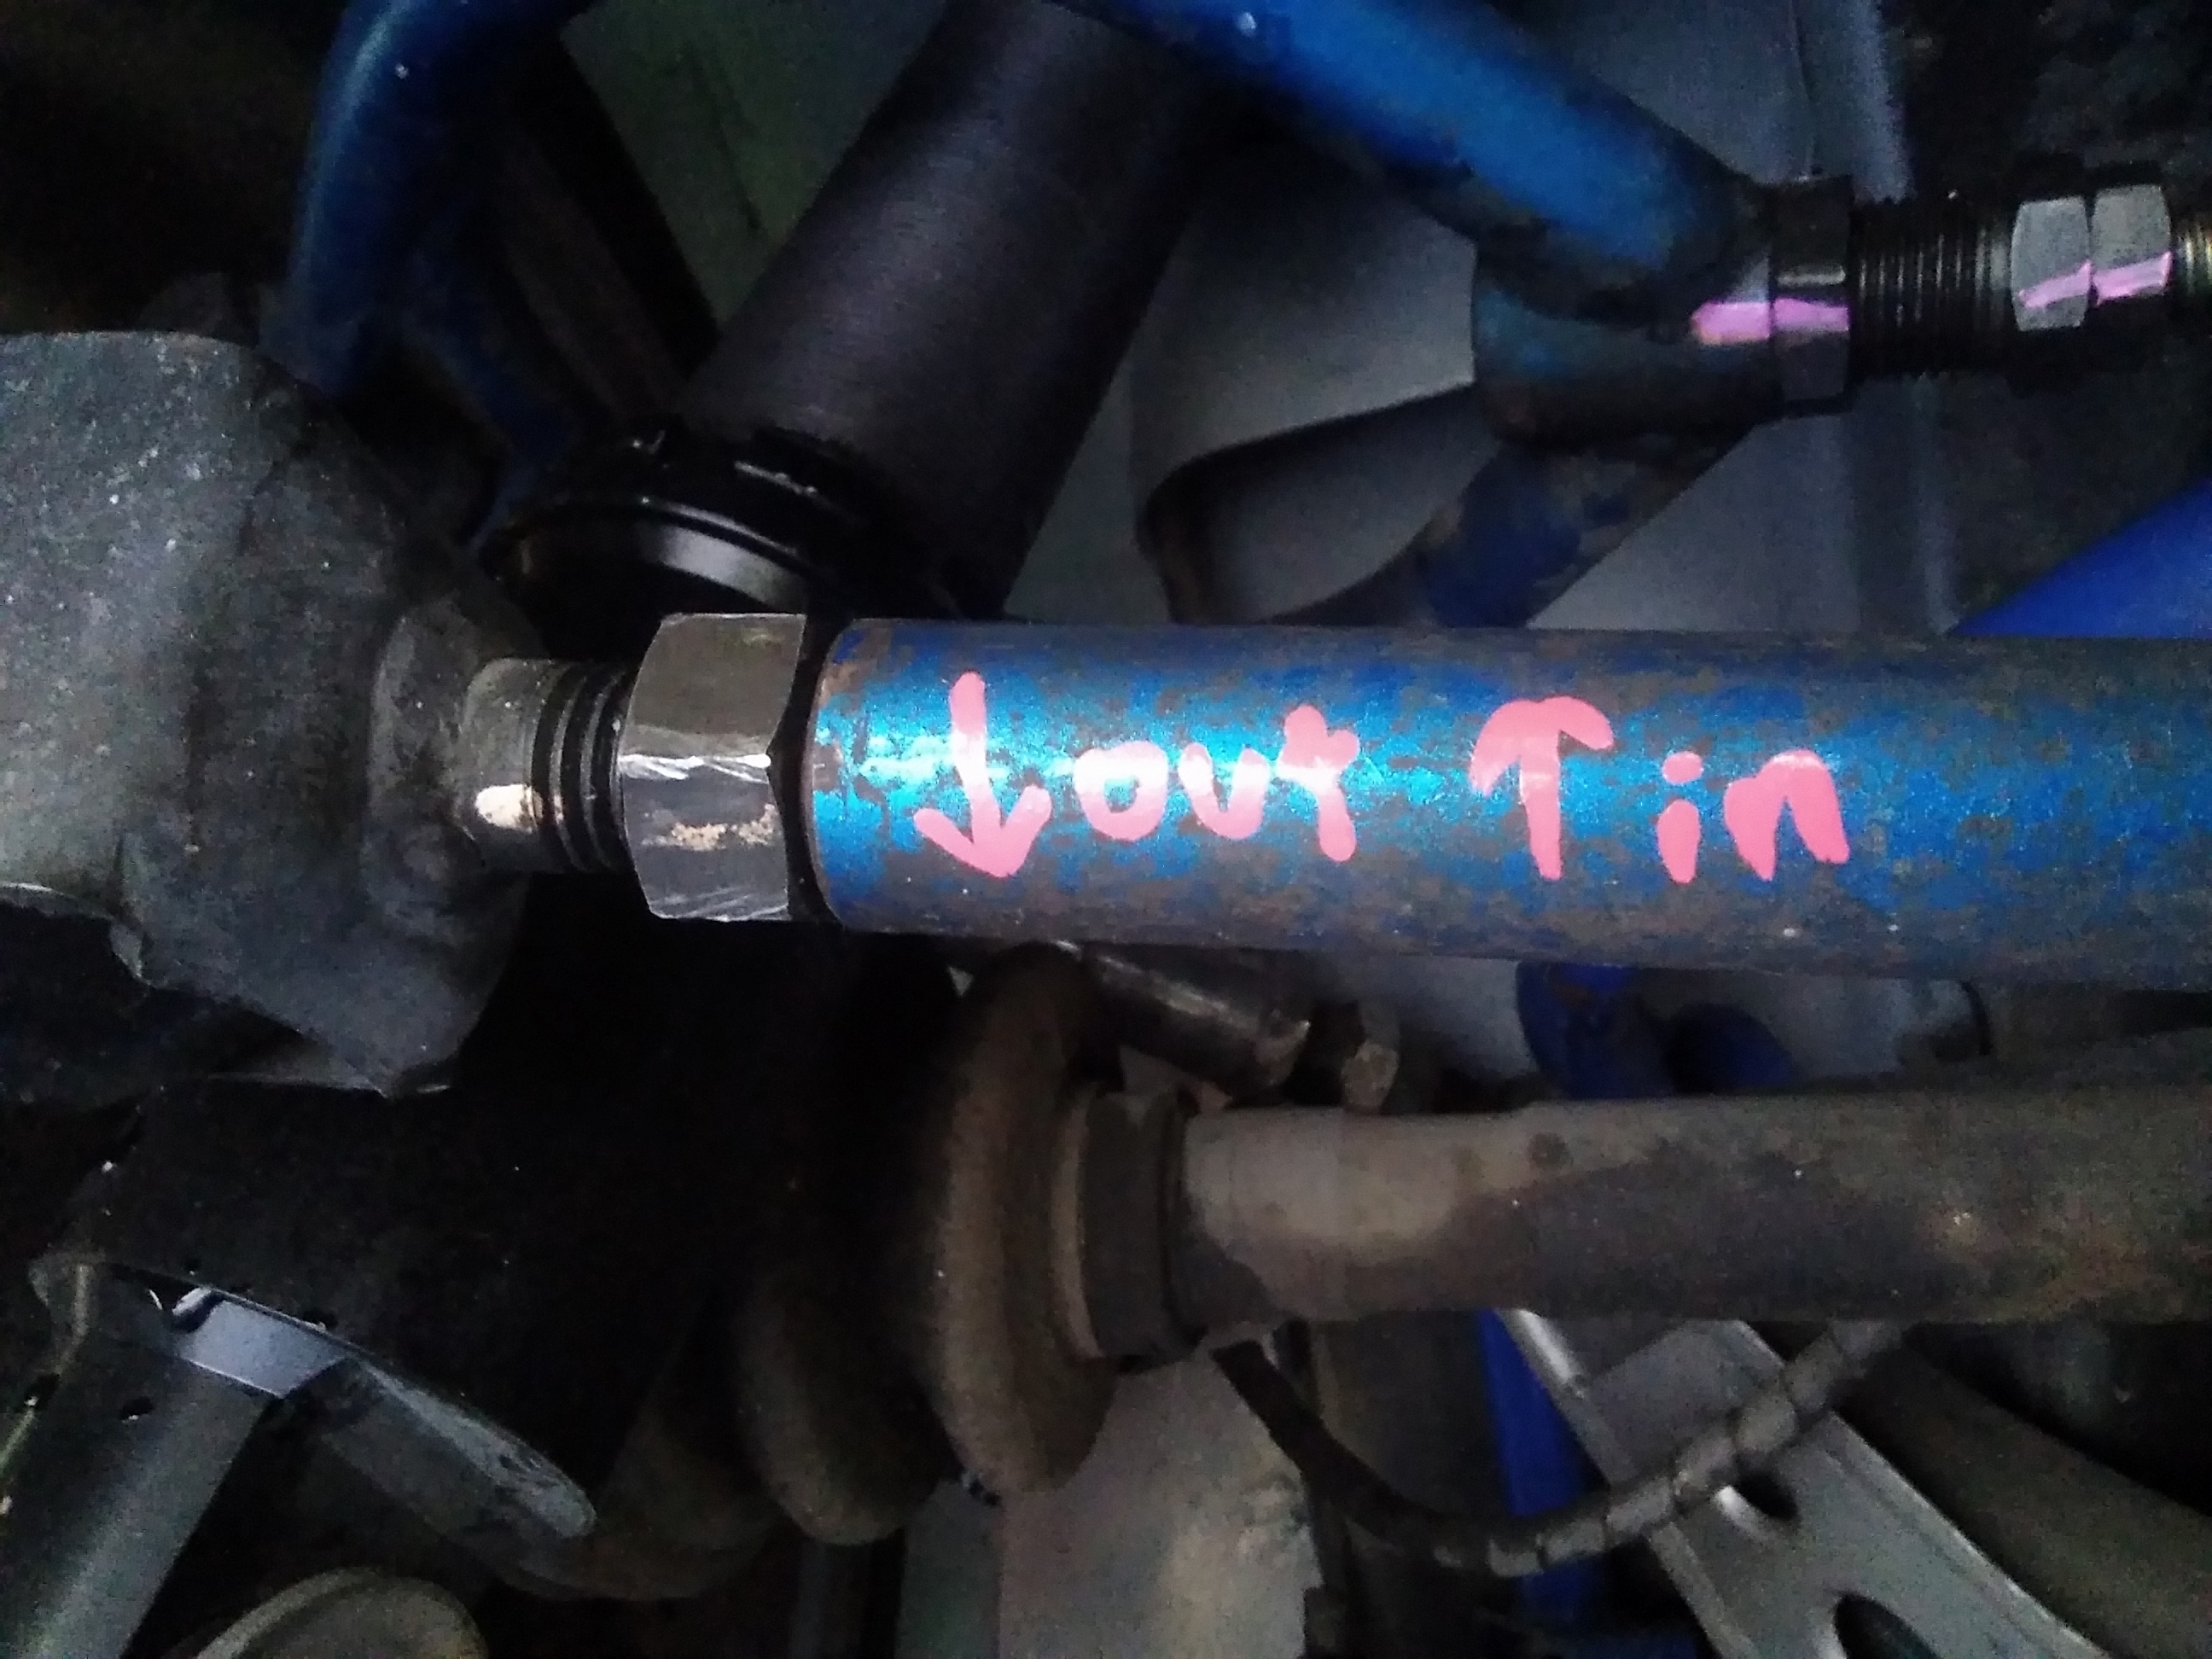 ↓ out ↑ in